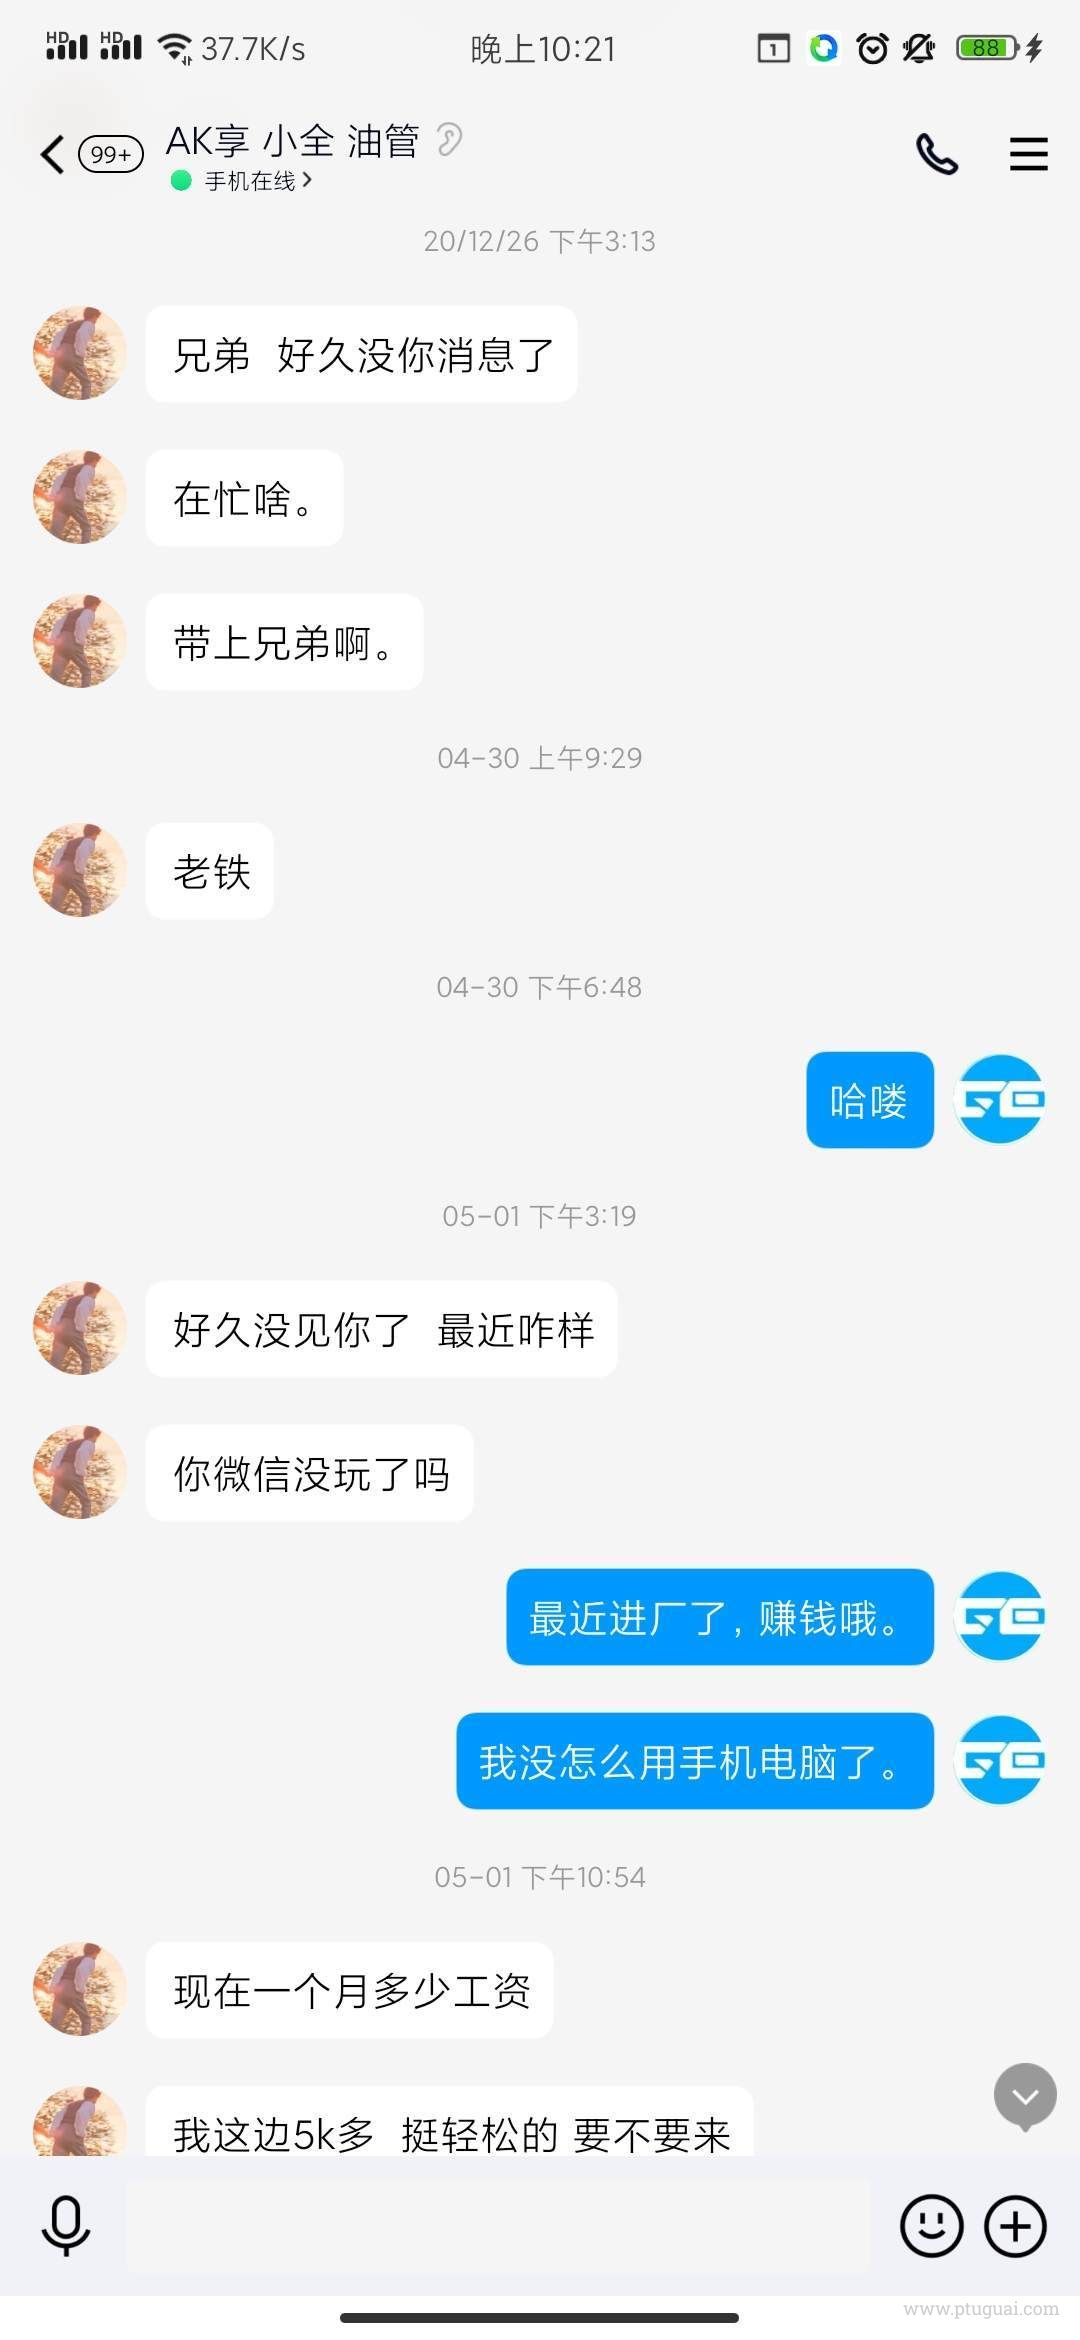 HD HD 37.7K/s 晚上10:21 1 88
99+ AK享 小全 油管
手机在线
20/12/26 下午3:13
兄弟 好久没你消息了
在忙啥。
带上兄弟啊。
04-30 上午9:29
老铁
04-30 下午6:48
哈喽
05-01 下午3:19
好久没见你了 最近咋样
你微信没玩了吗
最近进厂了，赚钱哦。
我没怎么用手机电脑了。
05-01 下午10:54
现在一个月多少工资
我这边5k多 挺轻松的 要不要来
www.ptuguai.com